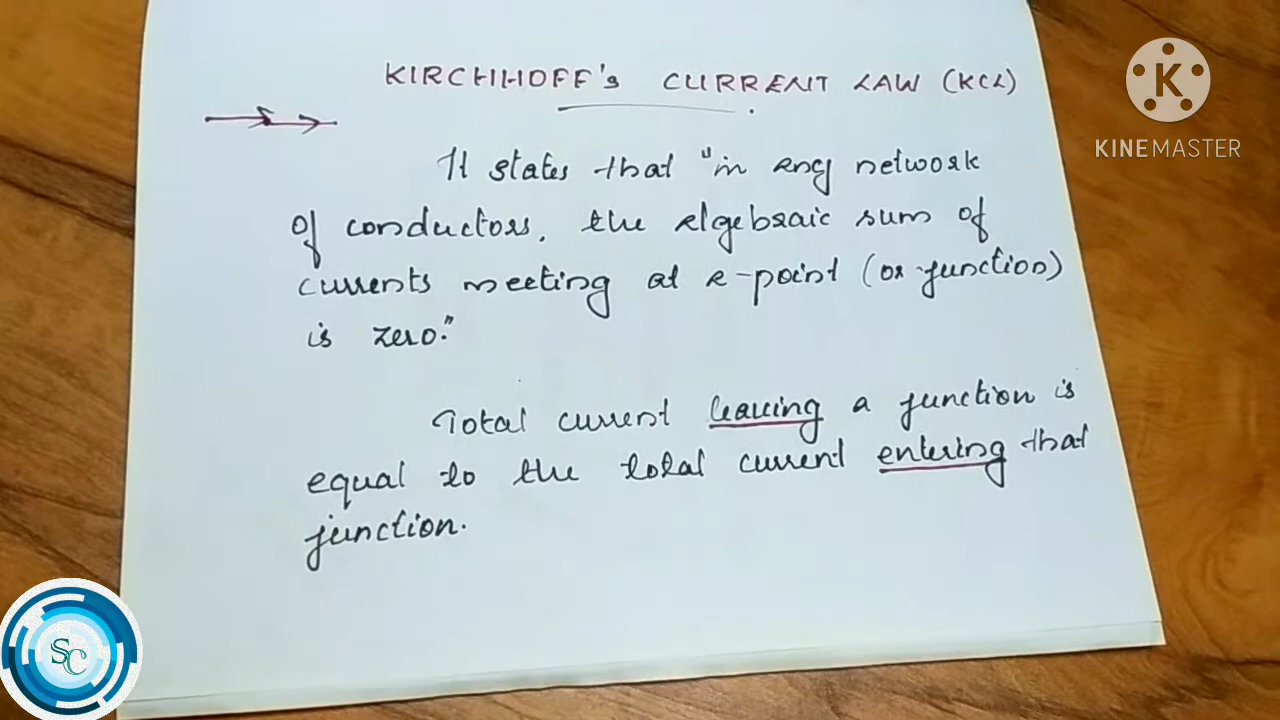 KIRCHHOFF's CURRENT LAW (KCL)
It states that "in any network
of conductors, the algebraic sum of
currents meeting at a point (or junction)
is zero."
Total current leaving a junction is
equal to the total current entering that
junction.
K
KINEMASTER
SC